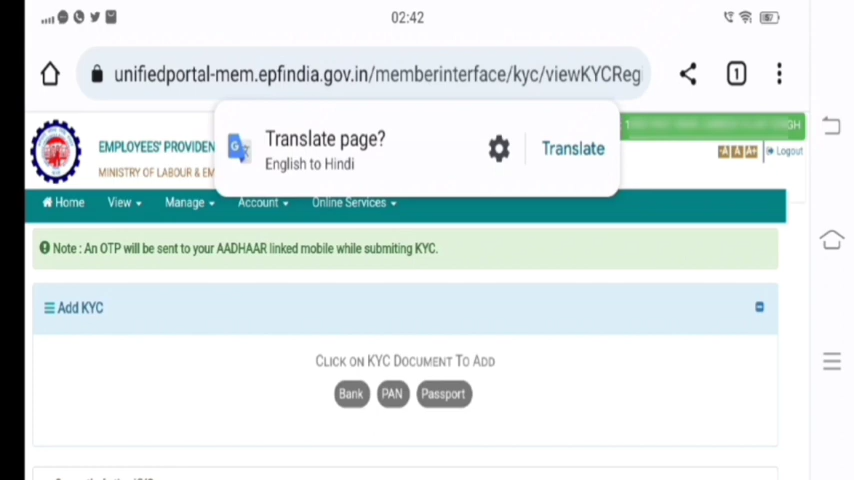 02:42
57
unifiedportal-mem.epfindia.gov.in/memberinterface/kyc/viewKYCReg
1
Translate page?
English to Hindi
Translate
EMPLOYEES' PROVIDEN
GH
MINISTRY OF LABOUR & EM
A A A+ Logout
Home View Manage Account Online Services
Note : An OTP will be sent to your AADHAAR linked mobile while submiting KYC.
Add KYC
CLICK ON KYC DOCUMENT TO ADD
Bank PAN Passport